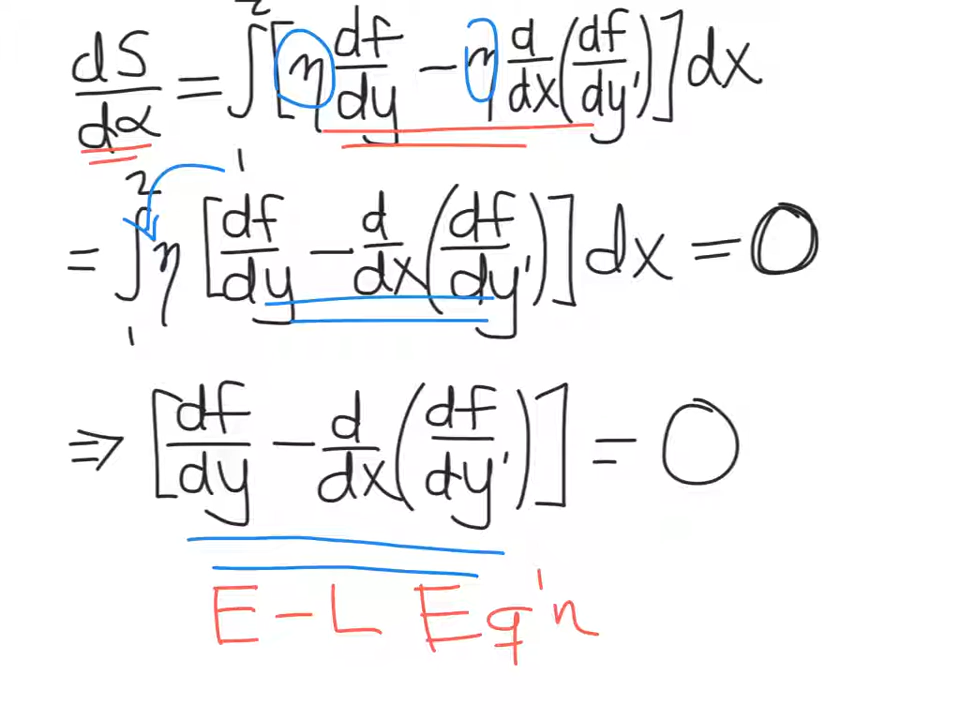 dS/dα = ∫₁² [η df/dy − η d/dx(df/dy')] dx
= ∫₁² η [df/dy − d/dx(df/dy')] dx = 0
⇒ [df/dy − d/dx(df/dy')] = 0
E-L Eq'n